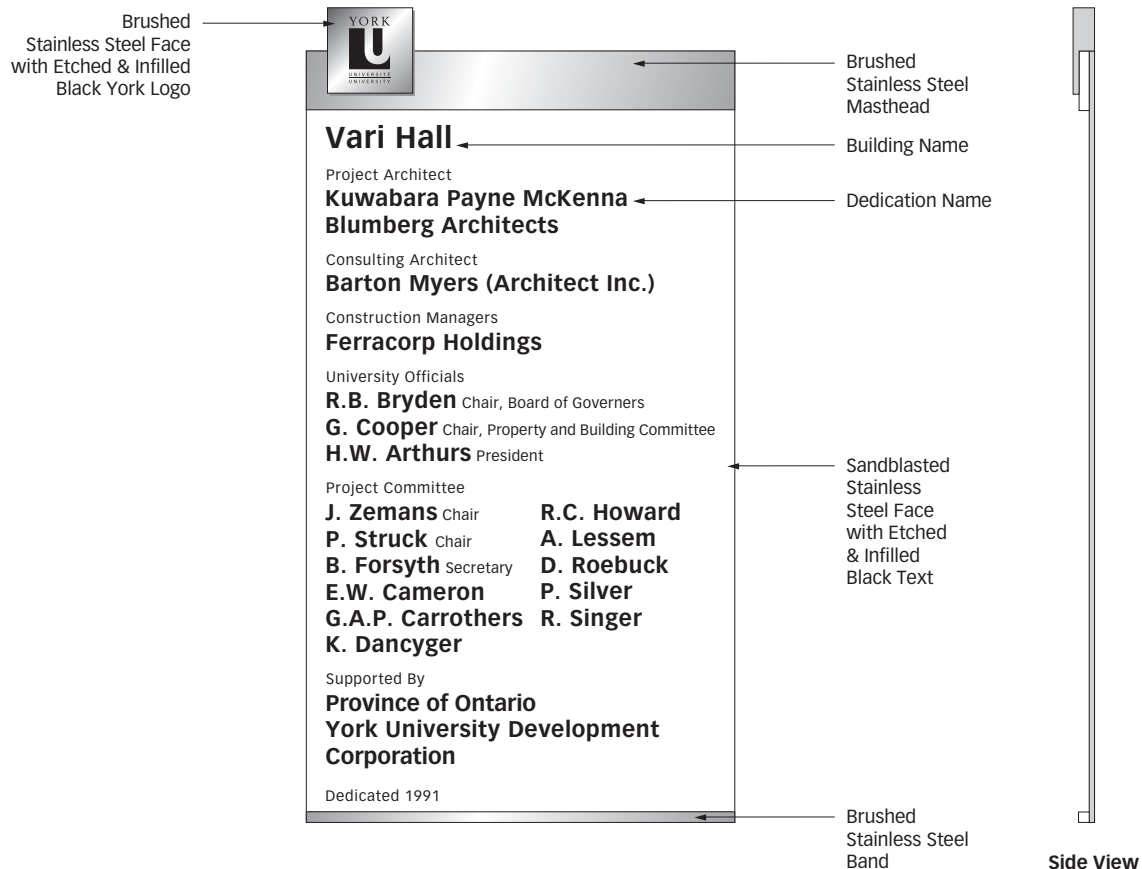 Brushed
Stainless Steel Face
with Etched & Infilled
Black York Logo
YORK
U
UNIVERSITÉ
UNIVERSITY
Brushed
Stainless Steel
Masthead
Vari Hall
Building Name
Project Architect
Kuwabara Payne McKenna
Blumberg Architects
Dedication Name
Consulting Architect
Barton Myers (Architect Inc.)
Construction Managers
Ferracorp Holdings
University Officials
R.B. Bryden Chair, Board of Governers
G. Cooper Chair, Property and Building Committee
H.W. Arthurs President
Sandblasted
Stainless
Steel Face
with Etched
& Infilled
Black Text
Project Committee
J. Zemans Chair
P. Struck Chair
B. Forsyth Secretary
E.W. Cameron
G.A.P. Carrothers
K. Dancyger
R.C. Howard
A. Lessem
D. Roebuck
P. Silver
R. Singer
Supported By
Province of Ontario
York University Development
Corporation
Dedicated 1991
Brushed
Stainless Steel
Band
Side View